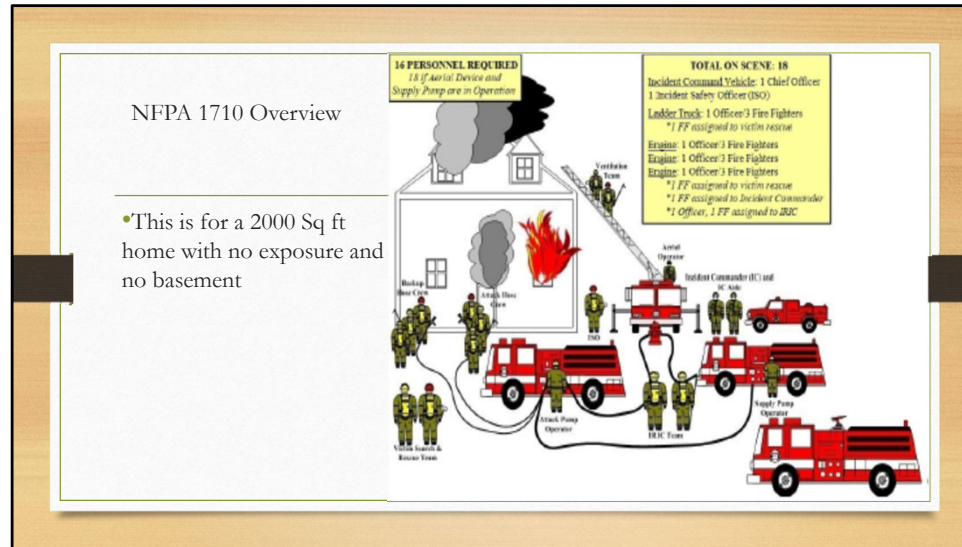 NFPA 1710 Overview
•This is for a 2000 Sq ft
home with no exposure and
no basement
16 PERSONNEL REQUIRED
18 if Aerial Device and
Supply Pump are in Operation
TOTAL ON SCENE: 18
Incident Command Vehicle: 1 Chief Officer
1 Incident Safety Officer (ISO)
Ladder Truck: 1 Officer/3 Fire Fighters
*1 FF assigned to victim rescue
Engine: 1 Officer/3 Fire Fighters
Engine: 1 Officer/3 Fire Fighters
Engine: 1 Officer/3 Fire Fighters
*1 FF assigned to victim rescue
*1 FF assigned to Incident Commander
*1 Officer, 1 FF assigned to IRIC
Ventilation
Team
Aerial
Operator
Incident Commander (IC) and
IC Aide
Backup
Hose Crew
Attack Hose
Crew
ISO
Attack Pump
Operator
IRIC Team
Supply Pump
Operator
Victim Search &
Rescue Team